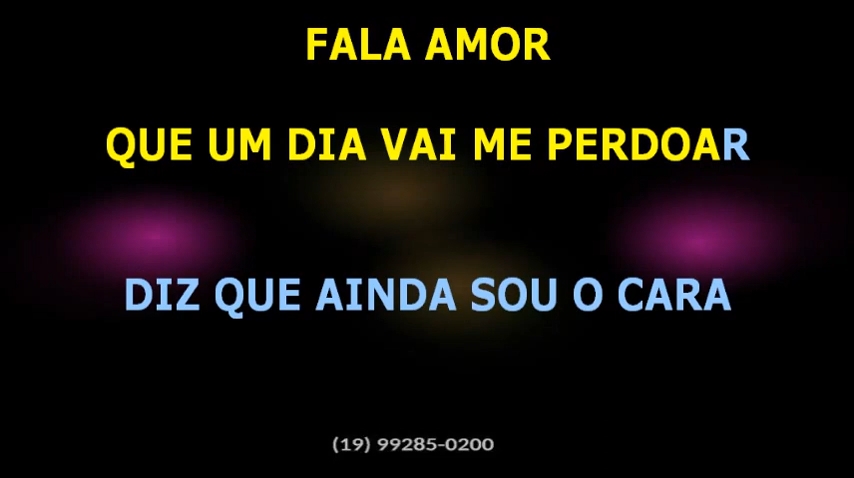 FALA AMOR
QUE UM DIA VAI ME PERDOAR
DIZ QUE AINDA SOU O CARA
(19) 99285-0200